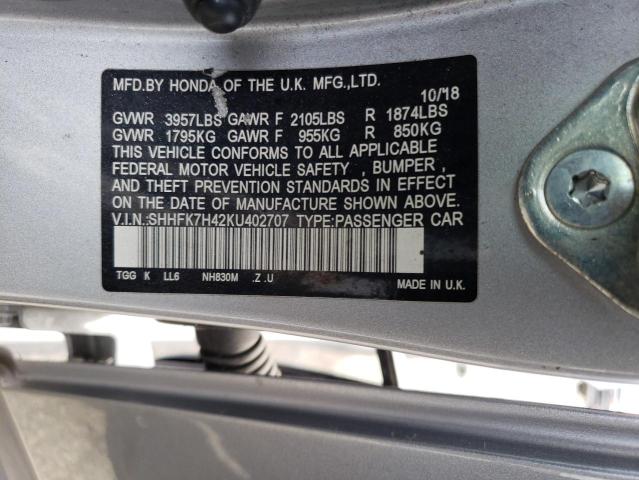 MFD.BY HONDA OF THE U.K. MFG.,LTD.
10/18
GVWR 3957LBS GAWR F 2105LBS R 1874LBS
GVWR 1795KG GAWR F 955KG R 850KG
THIS VEHICLE CONFORMS TO ALL APPLICABLE
FEDERAL MOTOR VEHICLE SAFETY , BUMPER ,
AND THEFT PREVENTION STANDARDS IN EFFECT
ON THE DATE OF MANUFACTURE SHOWN ABOVE.
V.I.N.:SHHFK7H42KU402707 TYPE:PASSENGER CAR
TGG K LL6 NH830M .Z .U MADE IN U.K.